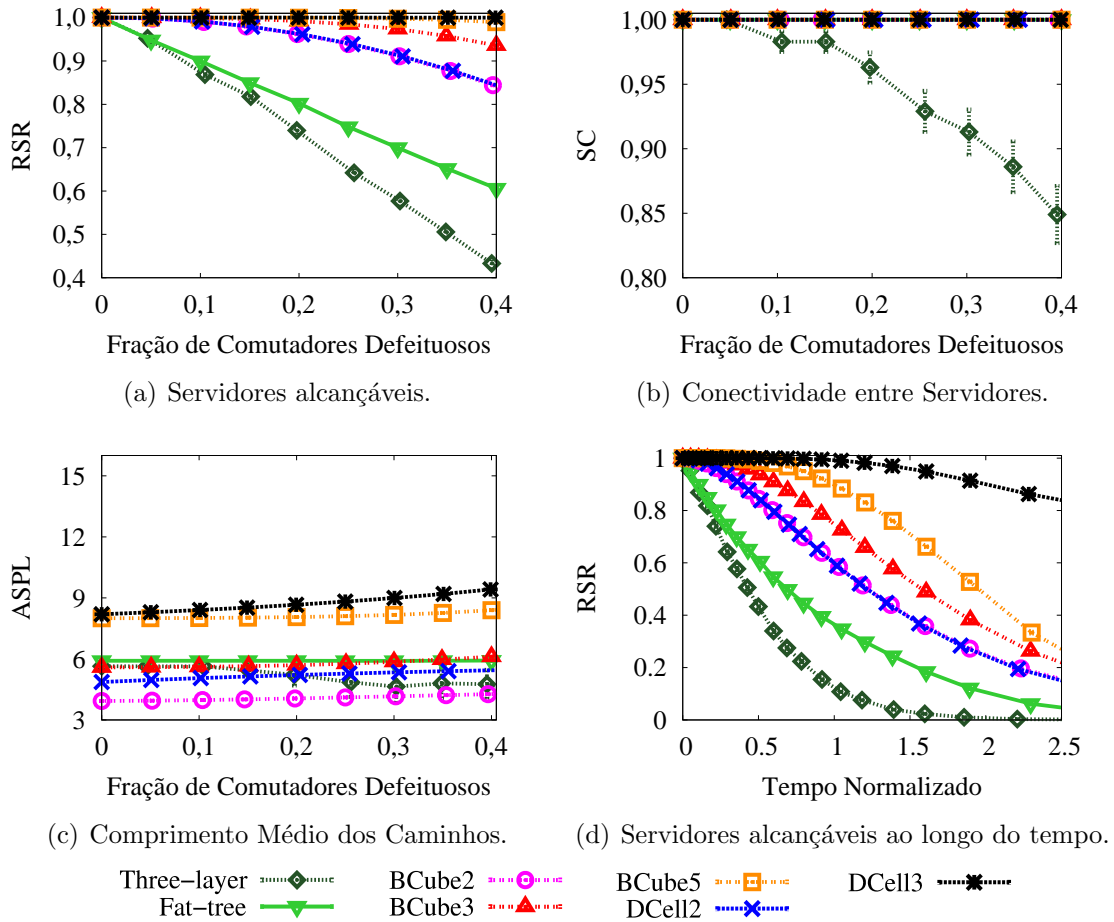 1,0
0,9
0,8
0,7
0,6
0,5
0,4
RSR
0 0,1 0,2 0,3 0,4
Fração de Comutadores Defeituosos
(a) Servidores alcançáveis.
1,00
0,95
0,90
0,85
0,80
SC
0 0,1 0,2 0,3 0,4
Fração de Comutadores Defeituosos
(b) Conectividade entre Servidores.
15
12
9
6
3
ASPL
0 0,1 0,2 0,3 0,4
Fração de Comutadores Defeituosos
(c) Comprimento Médio dos Caminhos.
1
0.8
0.6
0.4
0.2
0
RSR
0 0.5 1 1.5 2 2.5
Tempo Normalizado
(d) Servidores alcançáveis ao longo do tempo.
Three-layer
Fat-tree
BCube2
BCube3
BCube5
DCell2
DCell3